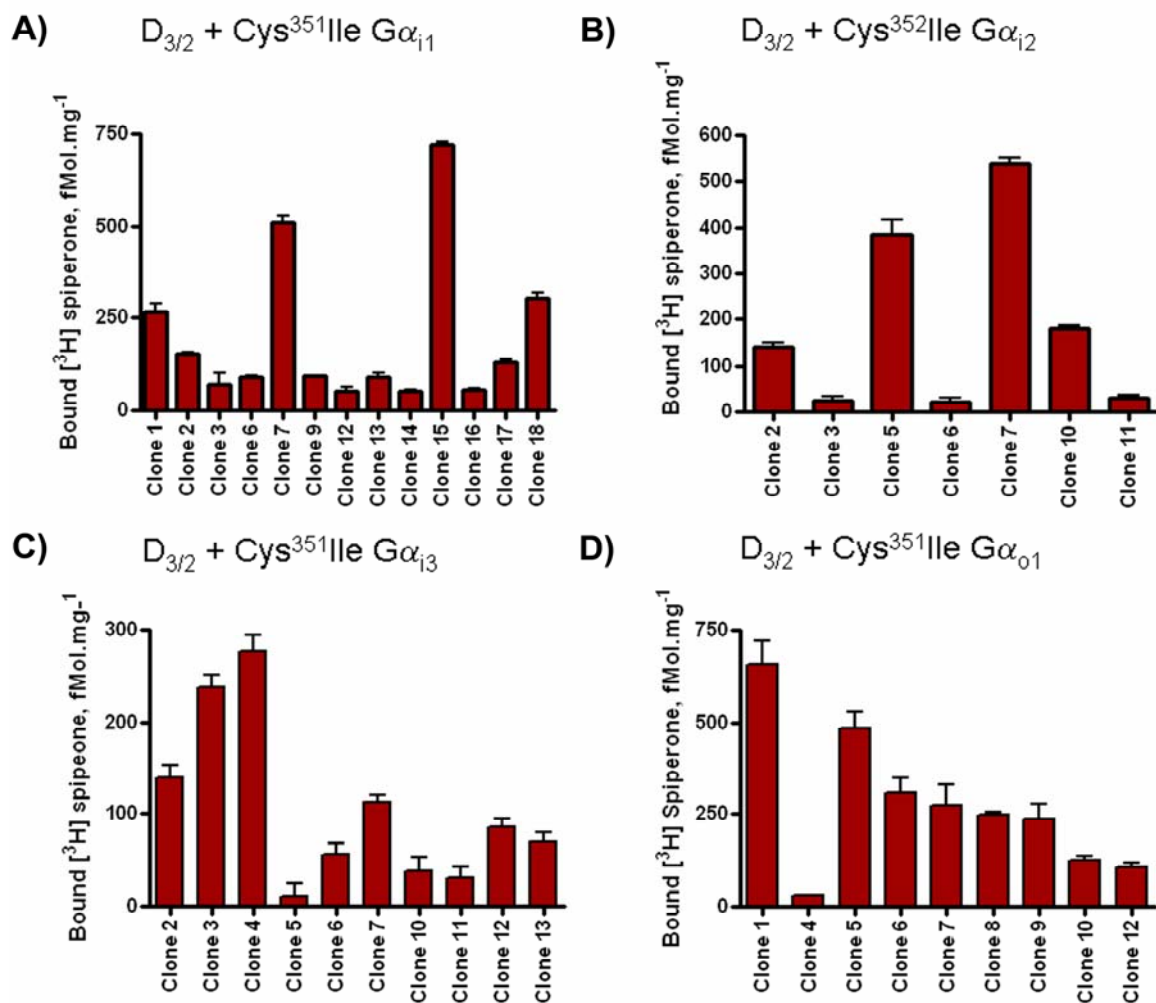 A) D3/2 + Cys351Ile Gαi1
Bound [3H] spiperone, fMol.mg-1
750
500
250
0
Clone 1
Clone 2
Clone 3
Clone 6
Clone 7
Clone 9
Clone 12
Clone 13
Clone 14
Clone 15
Clone 16
Clone 17
Clone 18
B) D3/2 + Cys352Ile Gαi2
Bound [3H] spiperone, fMol.mg-1
600
500
400
300
200
100
0
Clone 2
Clone 3
Clone 5
Clone 6
Clone 7
Clone 10
Clone 11
C) D3/2 + Cys351Ile Gαi3
Bound [3H] spipeone, fMol.mg-1
300
200
100
0
Clone 2
Clone 3
Clone 4
Clone 5
Clone 6
Clone 7
Clone 10
Clone 11
Clone 12
Clone 13
D) D3/2 + Cys351Ile Gαo1
Bound [3H] Spiperone, fMol.mg-1
750
500
250
0
Clone 1
Clone 4
Clone 5
Clone 6
Clone 7
Clone 8
Clone 9
Clone 10
Clone 12